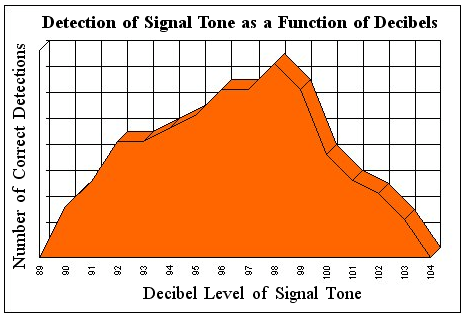 Detection of Signal Tone as a Function of Decibels
Number of Correct Detections
89 90 91 92 93 94 95 96 97 98 99 100 101 102 103 104
Decibel Level of Signal Tone